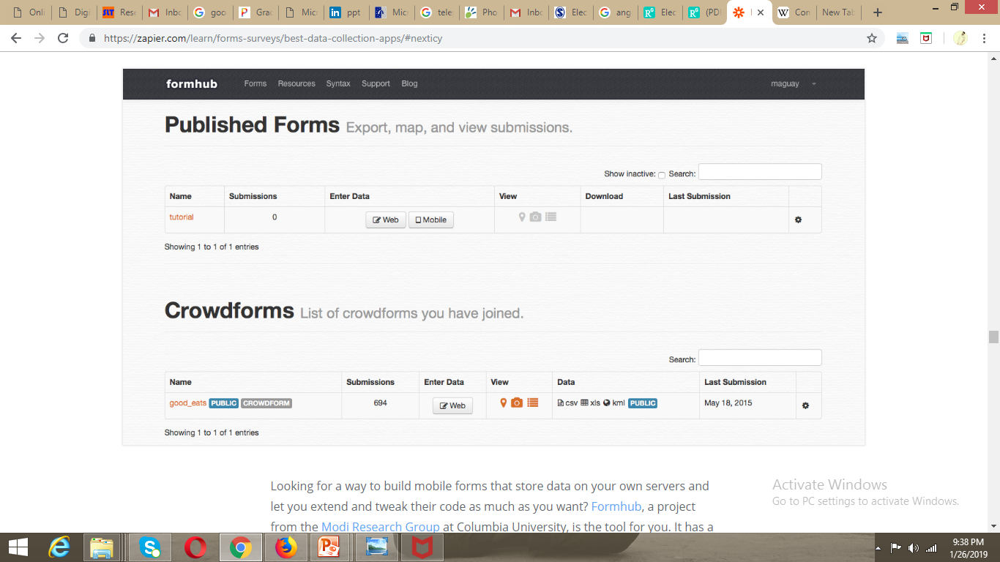 Onli
Digi
SLT Rese
Inbo
goo
Grac
Micr
in ppt
Mic
tele
Pho
Inbo
S Elec
ang
R Elec
R (PD
W Con
New Tab
https://zapier.com/learn/forms-surveys/best-data-collection-apps/#nexticy
formhub Forms Resources Syntax Support Blog maguay
Published Forms Export, map, and view submissions.
Show inactive: Search:
Name Submissions Enter Data View Download Last Submission
tutorial 0 Web Mobile
Showing 1 to 1 of 1 entries
Crowdforms List of crowdforms you have joined.
Search:
Name Submissions Enter Data View Data Last Submission
good_eats PUBLIC CROWDFORM 694 Web csv xls kml PUBLIC May 18, 2015
Showing 1 to 1 of 1 entries
Looking for a way to build mobile forms that store data on your own servers and
let you extend and tweak their code as much as you want? Formhub, a project
from the Modi Research Group at Columbia University, is the tool for you. It has a
Activate Windows
Go to PC settings to activate Windows.
9:38 PM
1/26/2019